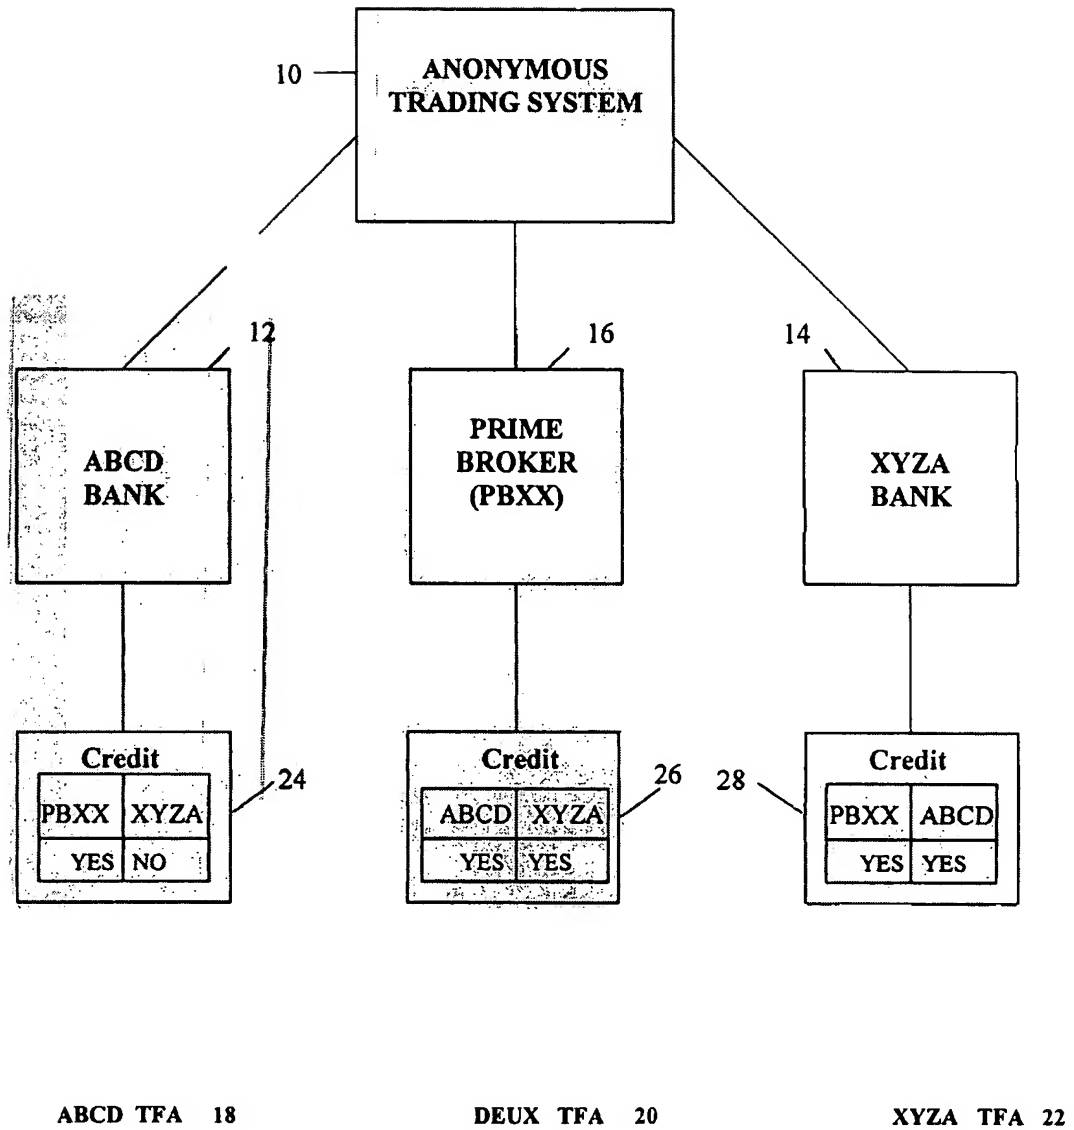 ANONYMOUS
TRADING SYSTEM
10
12
16
14
ABCD
BANK
PRIME
BROKER
(PBXX)
XYZA
BANK
Credit
PBXX XYZA
YES NO
24
Credit
ABCD XYZA
YES YES
26
28
Credit
PBXX ABCD
YES YES
ABCD TFA 18
DEUX TFA 20
XYZA TFA 22